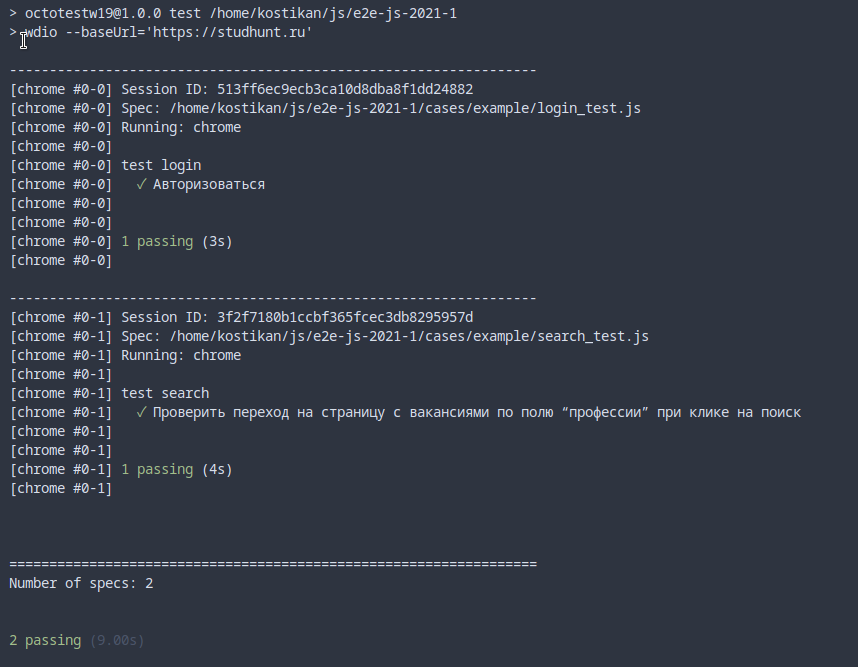 > octotestw19@1.0.0 test /home/kostikan/js/e2e-js-2021-1
> wdio --baseUrl='https://studhunt.ru'
------------------------------------------------------------------
[chrome #0-0] Session ID: 513ff6ec9ecb3ca10d8dba8f1dd24882
[chrome #0-0] Spec: /home/kostikan/js/e2e-js-2021-1/cases/example/login_test.js
[chrome #0-0] Running: chrome
[chrome #0-0]
[chrome #0-0] test login
[chrome #0-0]   ✓ Авторизоваться
[chrome #0-0]
[chrome #0-0]
[chrome #0-0] 1 passing (3s)
[chrome #0-0]
------------------------------------------------------------------
[chrome #0-1] Session ID: 3f2f7180b1ccbf365fcec3db8295957d
[chrome #0-1] Spec: /home/kostikan/js/e2e-js-2021-1/cases/example/search_test.js
[chrome #0-1] Running: chrome
[chrome #0-1]
[chrome #0-1] test search
[chrome #0-1]   ✓ Проверить переход на страницу с вакансиями по полю “профессии” при клике на поиск
[chrome #0-1]
[chrome #0-1]
[chrome #0-1] 1 passing (4s)
[chrome #0-1]
==================================================================
Number of specs: 2
2 passing (9.00s)